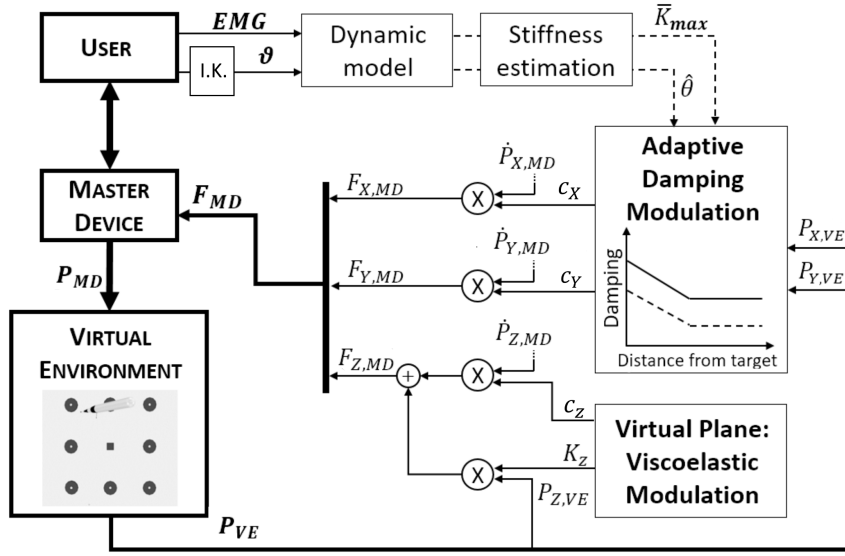 USER
EMG
ϑ
I.K.
Dynamic
model
Stiffness
estimation
K̅max
θ̂
MASTER
DEVICE
F_MD
P_MD
VIRTUAL
ENVIRONMENT
P_VE
F_X,MD
Ṗ_X,MD
X
c_X
F_Y,MD
Ṗ_Y,MD
X
c_Y
F_Z,MD
Ṗ_Z,MD
+
X
c_Z
X
K_Z
P_Z,VE
Adaptive
Damping
Modulation
Damping
Distance from target
P_X,VE
P_Y,VE
Virtual Plane:
Viscoelastic
Modulation